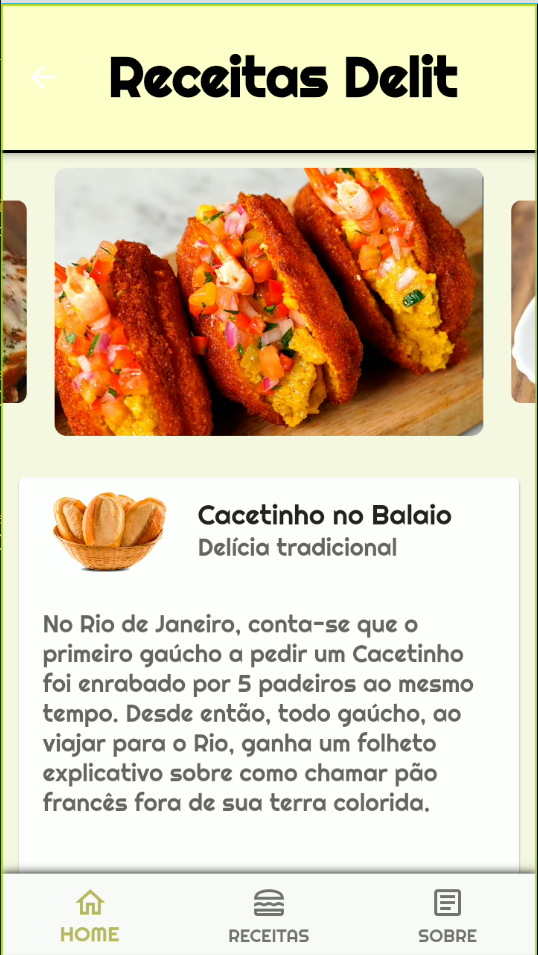 Receitas Delit
Cacetinho no Balaio
Delícia tradicional
No Rio de Janeiro, conta-se que o
primeiro gaúcho a pedir um Cacetinho
foi enrabado por 5 padeiros ao mesmo
tempo. Desde então, todo gaúcho, ao
viajar para o Rio, ganha um folheto
explicativo sobre como chamar pão
francês fora de sua terra colorida.
HOME
RECEITAS
SOBRE